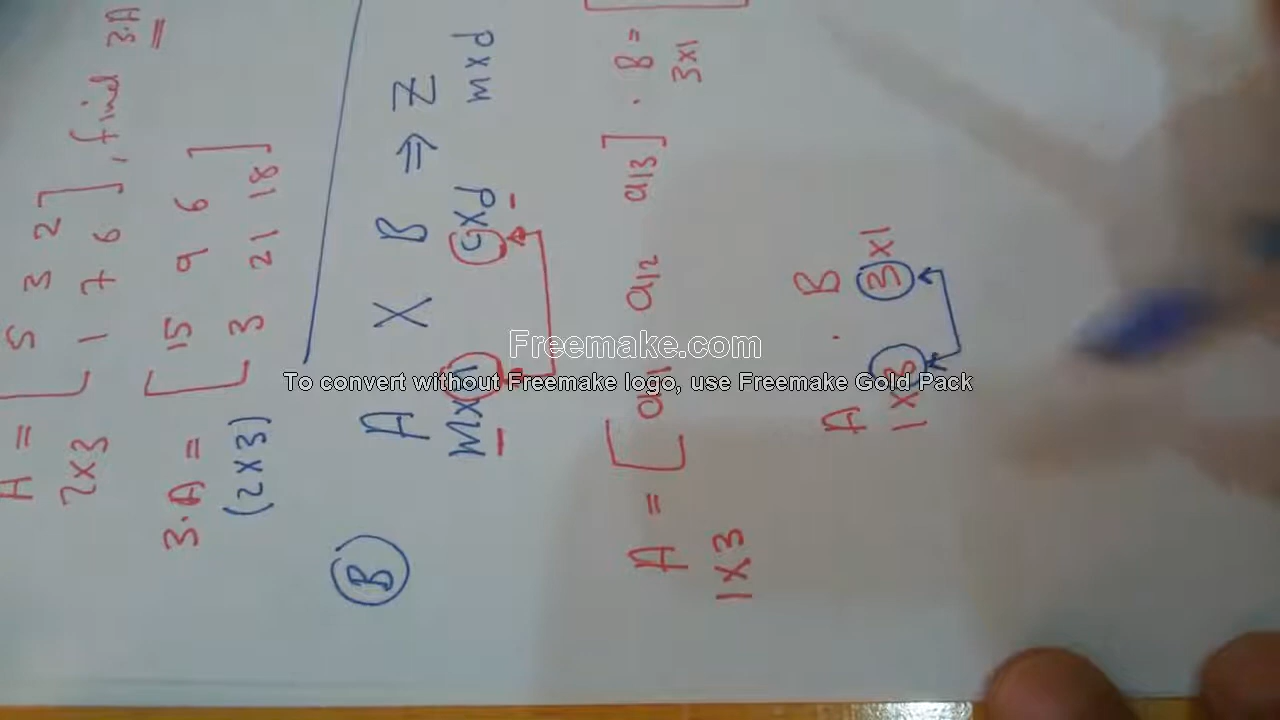 A = [ 5 3 2
2x3 1 7 6 ], find 3.A
3.A = [ 15 9 6 ]
(2x3) 3 21 18
B A X B ⇒ Z
mxn nxd mxd
A = [ a11 a12 a13 ] . B =
1x3 3x1
A . B
1x3 3x1
Freemake.com
To convert without Freemake logo, use Freemake Gold Pack